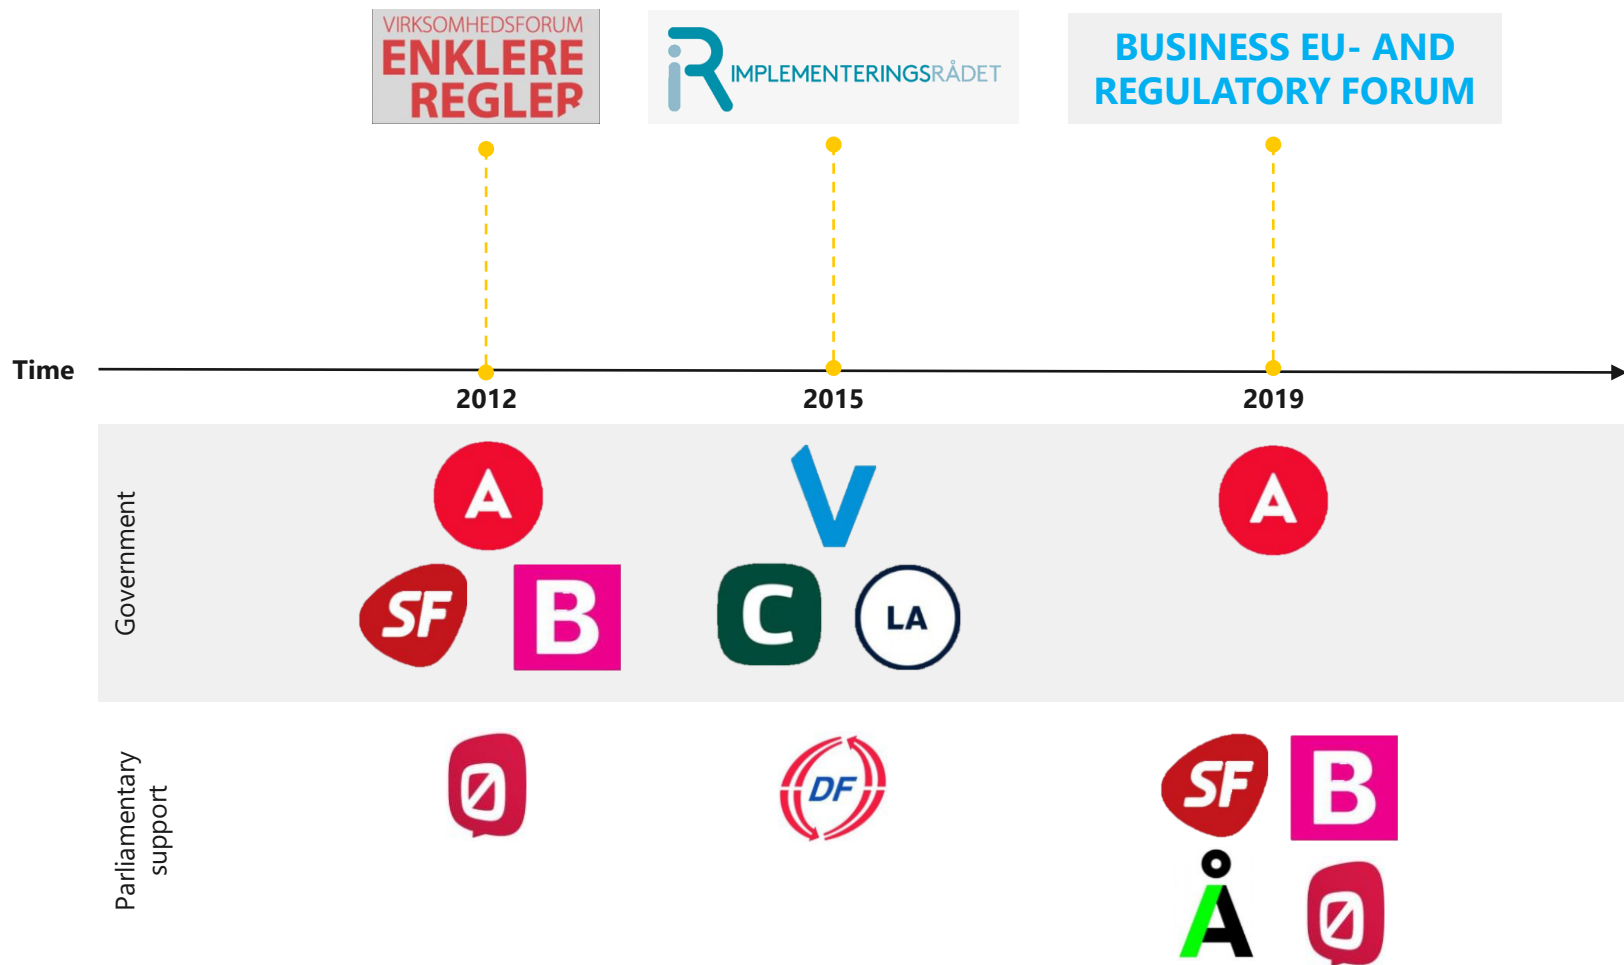 VIRKSOMHEDSFORUM
ENKLERE
REGLER
iR IMPLEMENTERINGSRÅDET
BUSINESS EU- AND
REGULATORY FORUM
Time
2012
2015
2019
Government
A
V
A
SF
B
C
LA
Parliamentary
support
Ø
DF
SF
B
Å
Ø